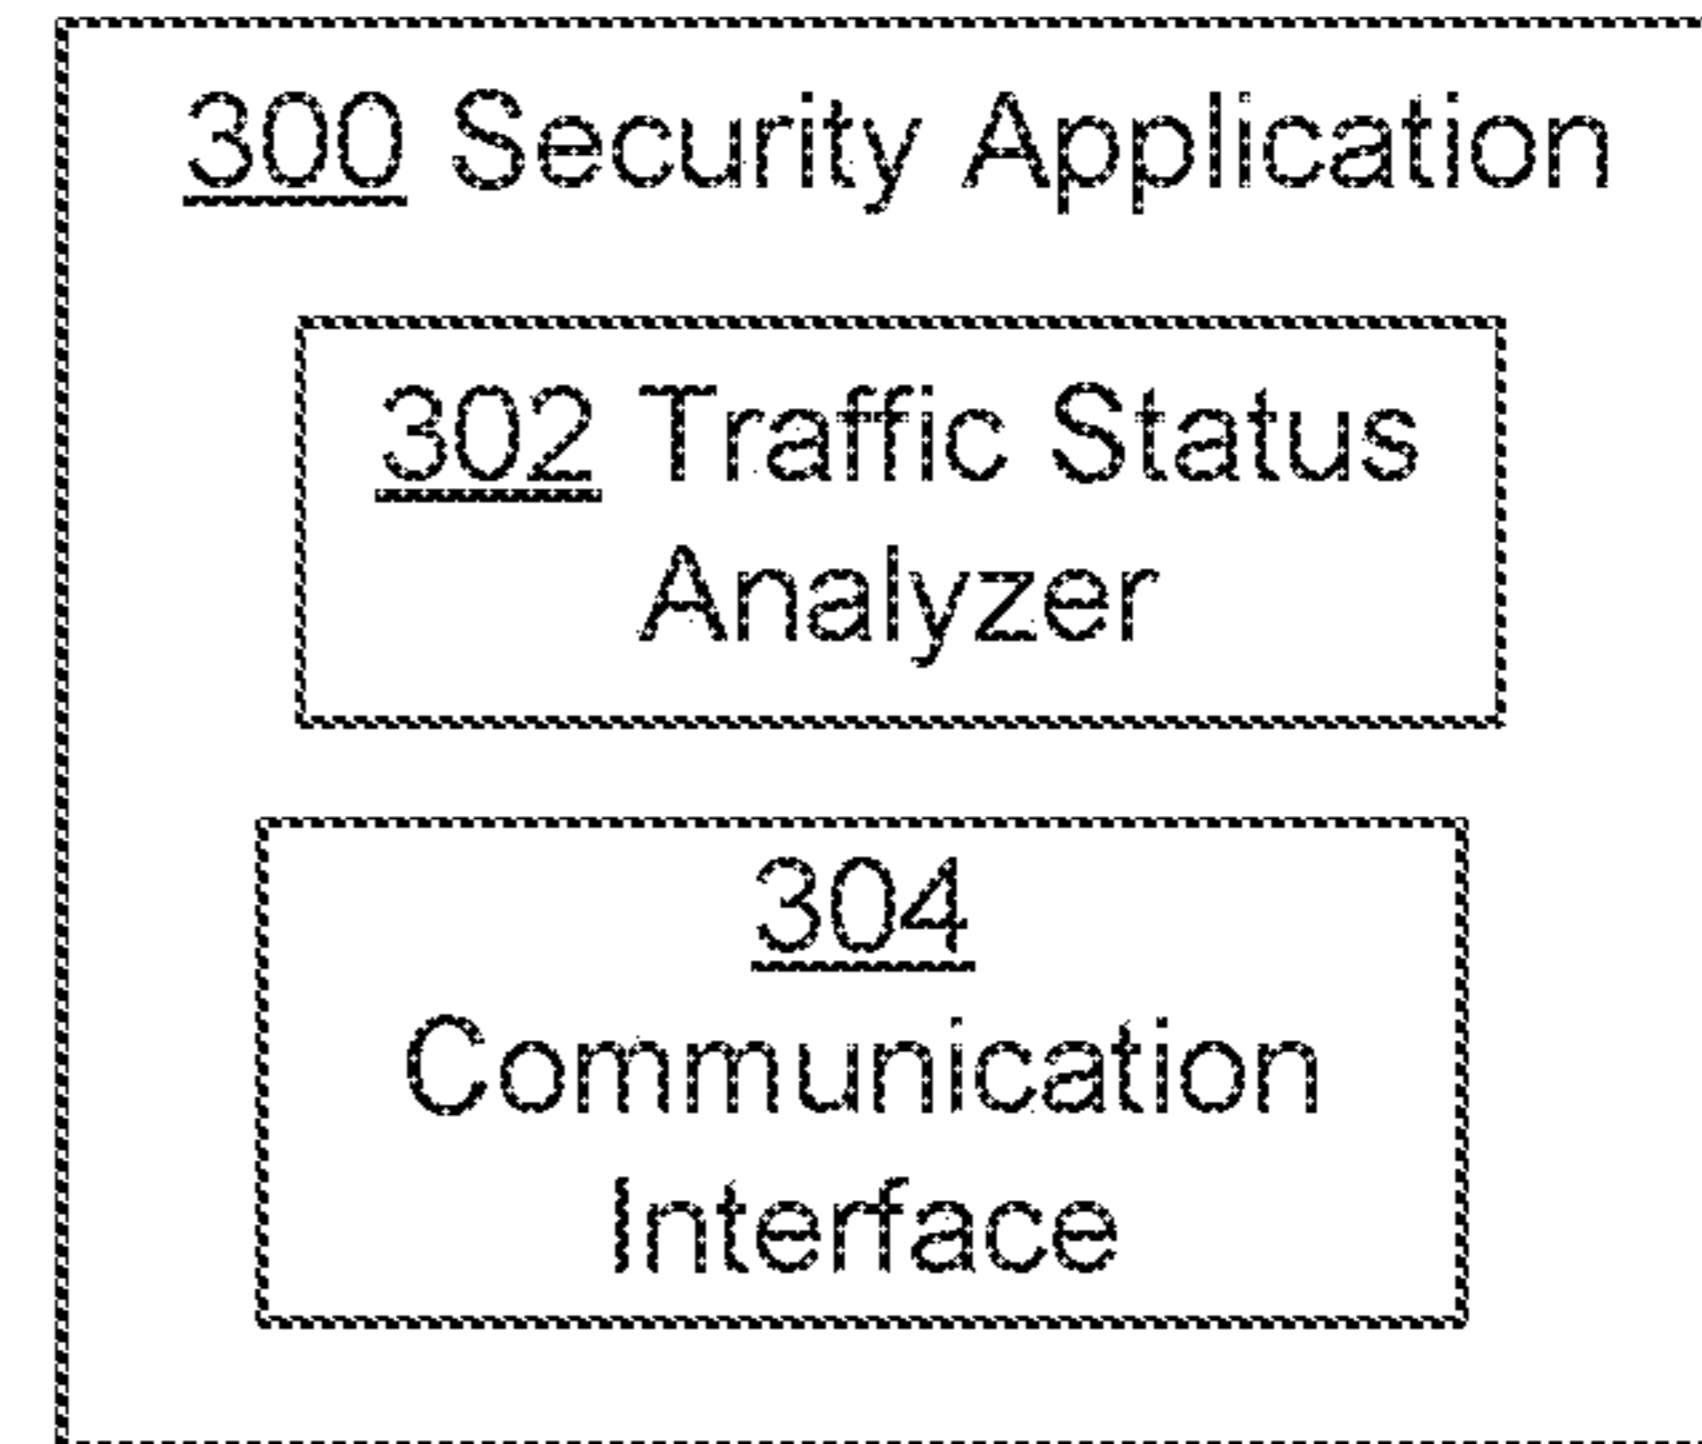 300 Security Application
302 Traffic Status
Analyzer
304
Communication
Interface